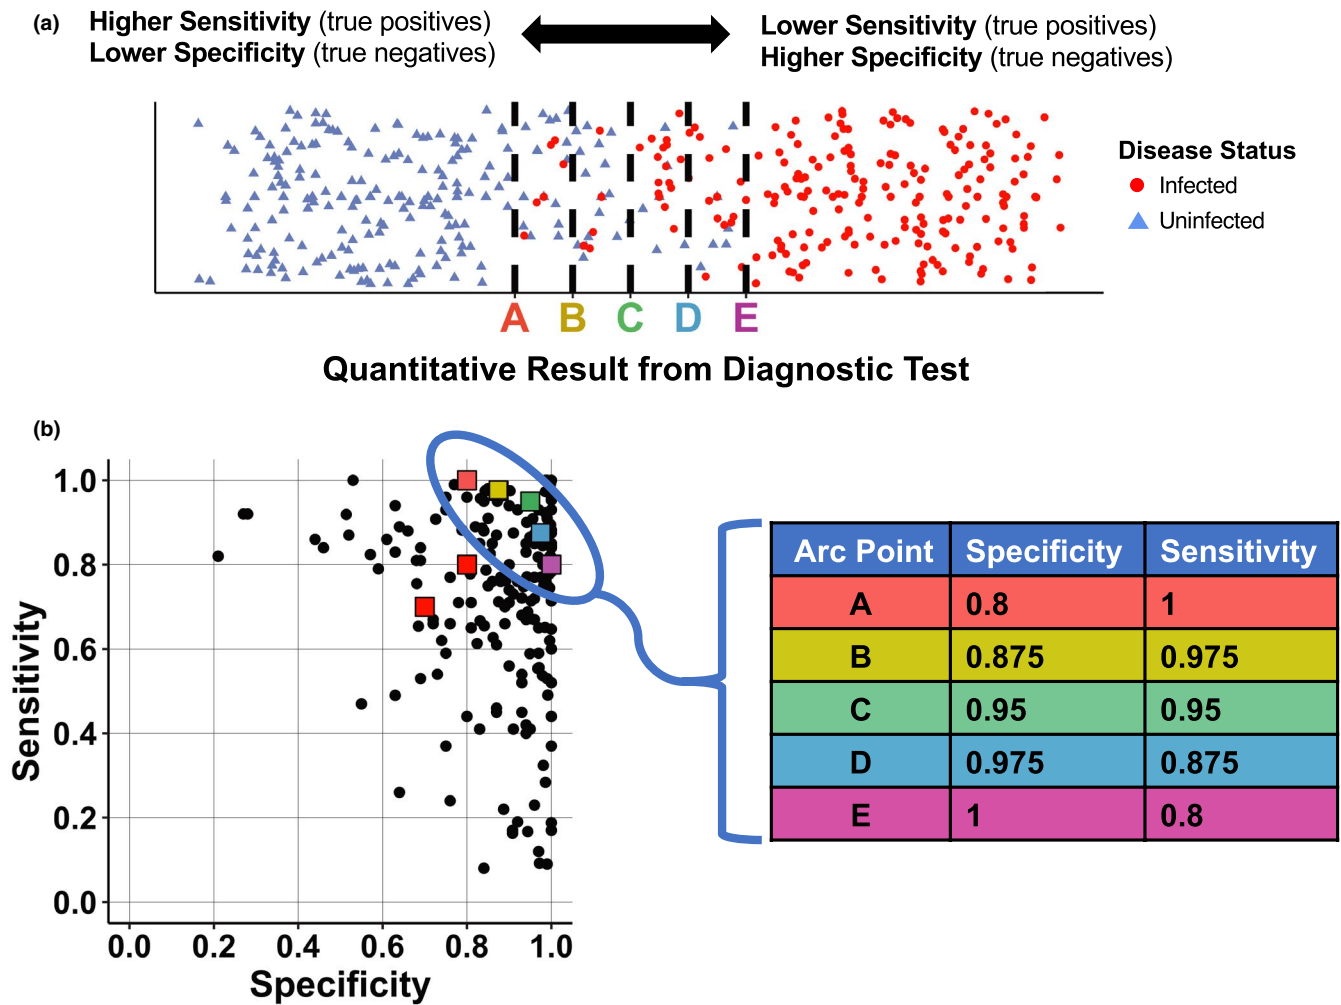 (a)
Higher Sensitivity (true positives)
Lower Specificity (true negatives)
Lower Sensitivity (true positives)
Higher Specificity (true negatives)
Disease Status
Infected
Uninfected
A B C D E
Quantitative Result from Diagnostic Test
(b)
1.0
0.8
0.6
0.4
0.2
0.0
Sensitivity
0.0 0.2 0.4 0.6 0.8 1.0
Specificity
Arc Point Specificity Sensitivity
A 0.8 1
B 0.875 0.975
C 0.95 0.95
D 0.975 0.875
E 1 0.8